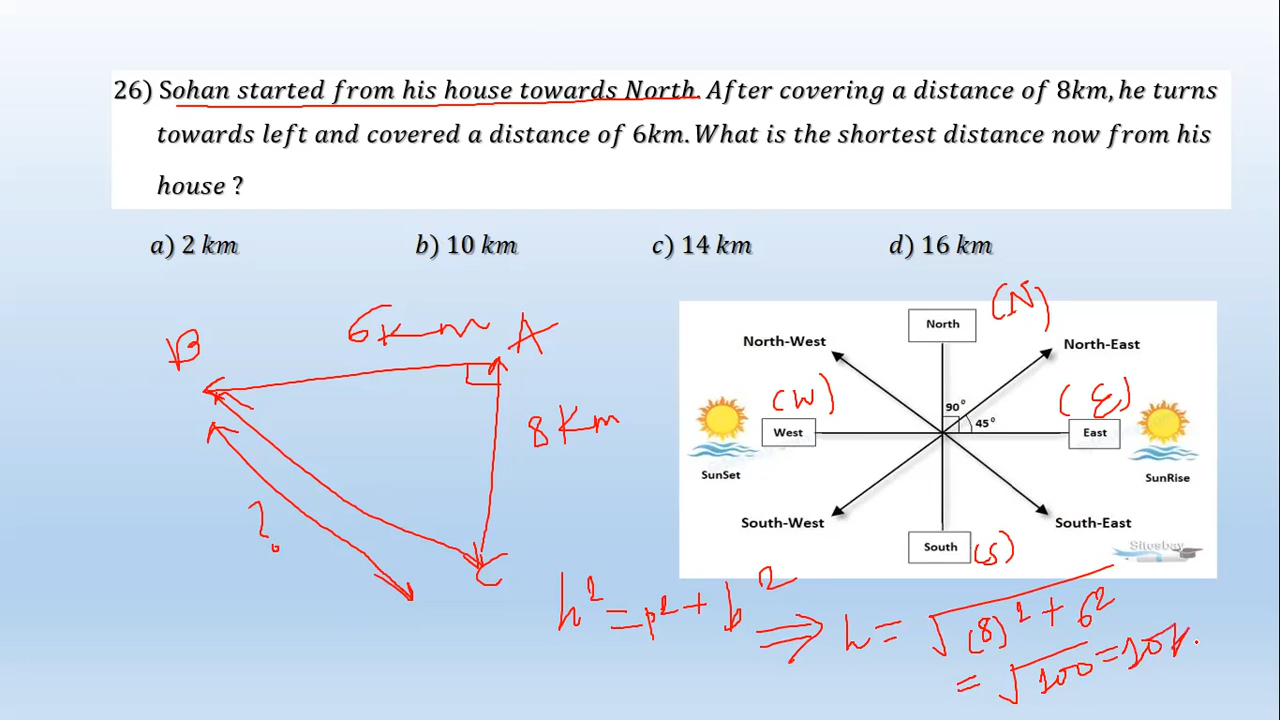 26) Sohan started from his house towards North. After covering a distance of 8km, he turns
towards left and covered a distance of 6km. What is the shortest distance now from his
house ?
a) 2 km b) 10 km c) 14 km d) 16 km
6km A
B
8 Km
?
C
North (N)
North-West North-East
(W) 90° (E)
45°
West East
SunSet SunRise
South-West South-East
South (S)
Sitesbay
h² = p² + b² ⇒ h = √(8)² + 6²
= √100 = 10k